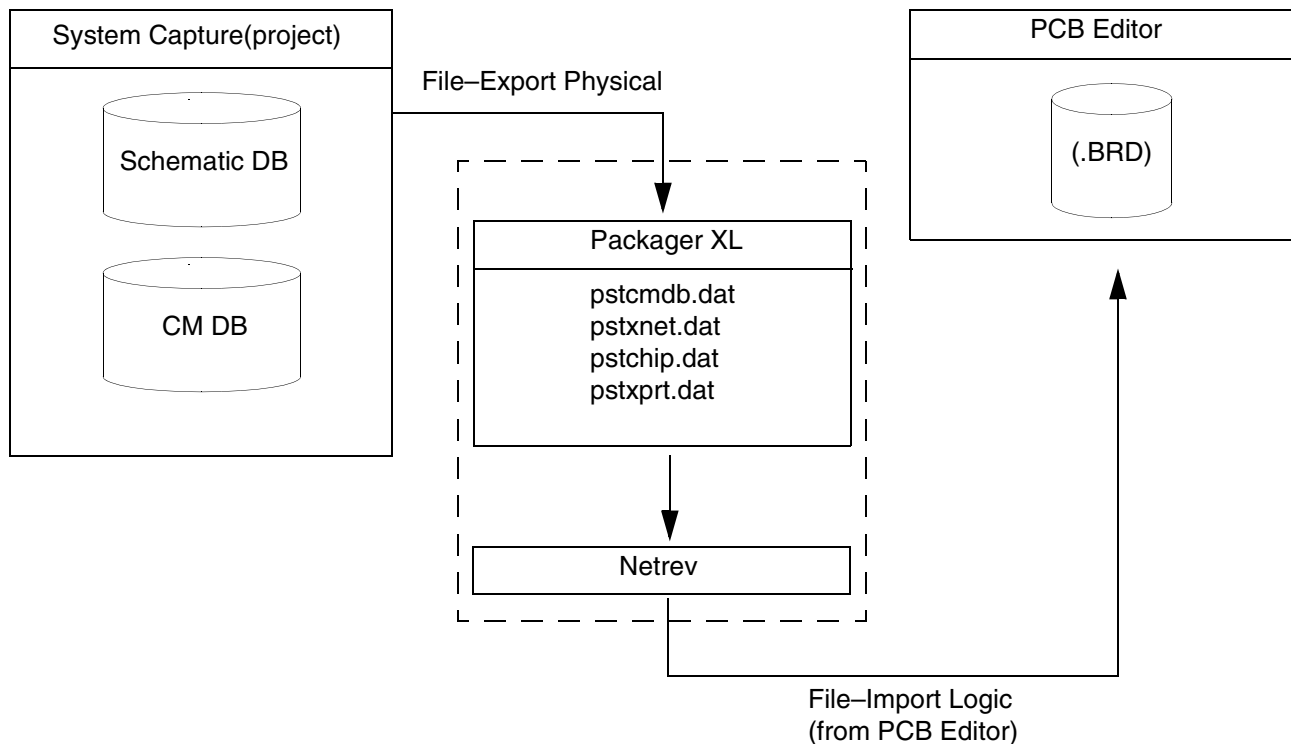 System Capture(project)
Schematic DB
CM DB
File–Export Physical
Packager XL
pstcmdb.dat
pstxnet.dat
pstchip.dat
pstxprt.dat
Netrev
PCB Editor
(.BRD)
File–Import Logic
(from PCB Editor)